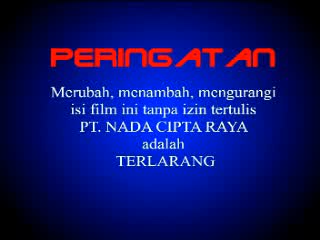 PERINGATAN
Merubah, menambah, mengurangi
isi film ini tanpa izin tertulis
PT. NADA CIPTA RAYA
adalah
TERLARANG